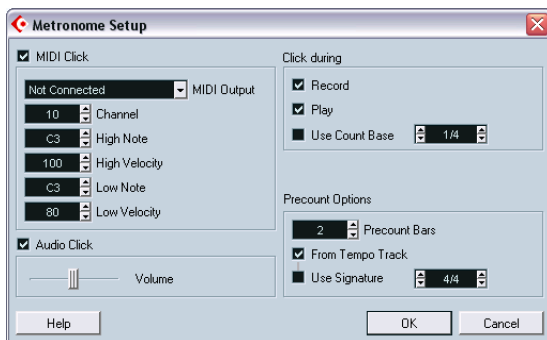 Metronome Setup
MIDI Click
Not Connected MIDI Output
10 Channel
C3 High Note
100 High Velocity
C3 Low Note
80 Low Velocity
Audio Click
Volume
Click during
Record
Play
Use Count Base 1/4
Precount Options
2 Precount Bars
From Tempo Track
Use Signature 4/4
Help OK Cancel